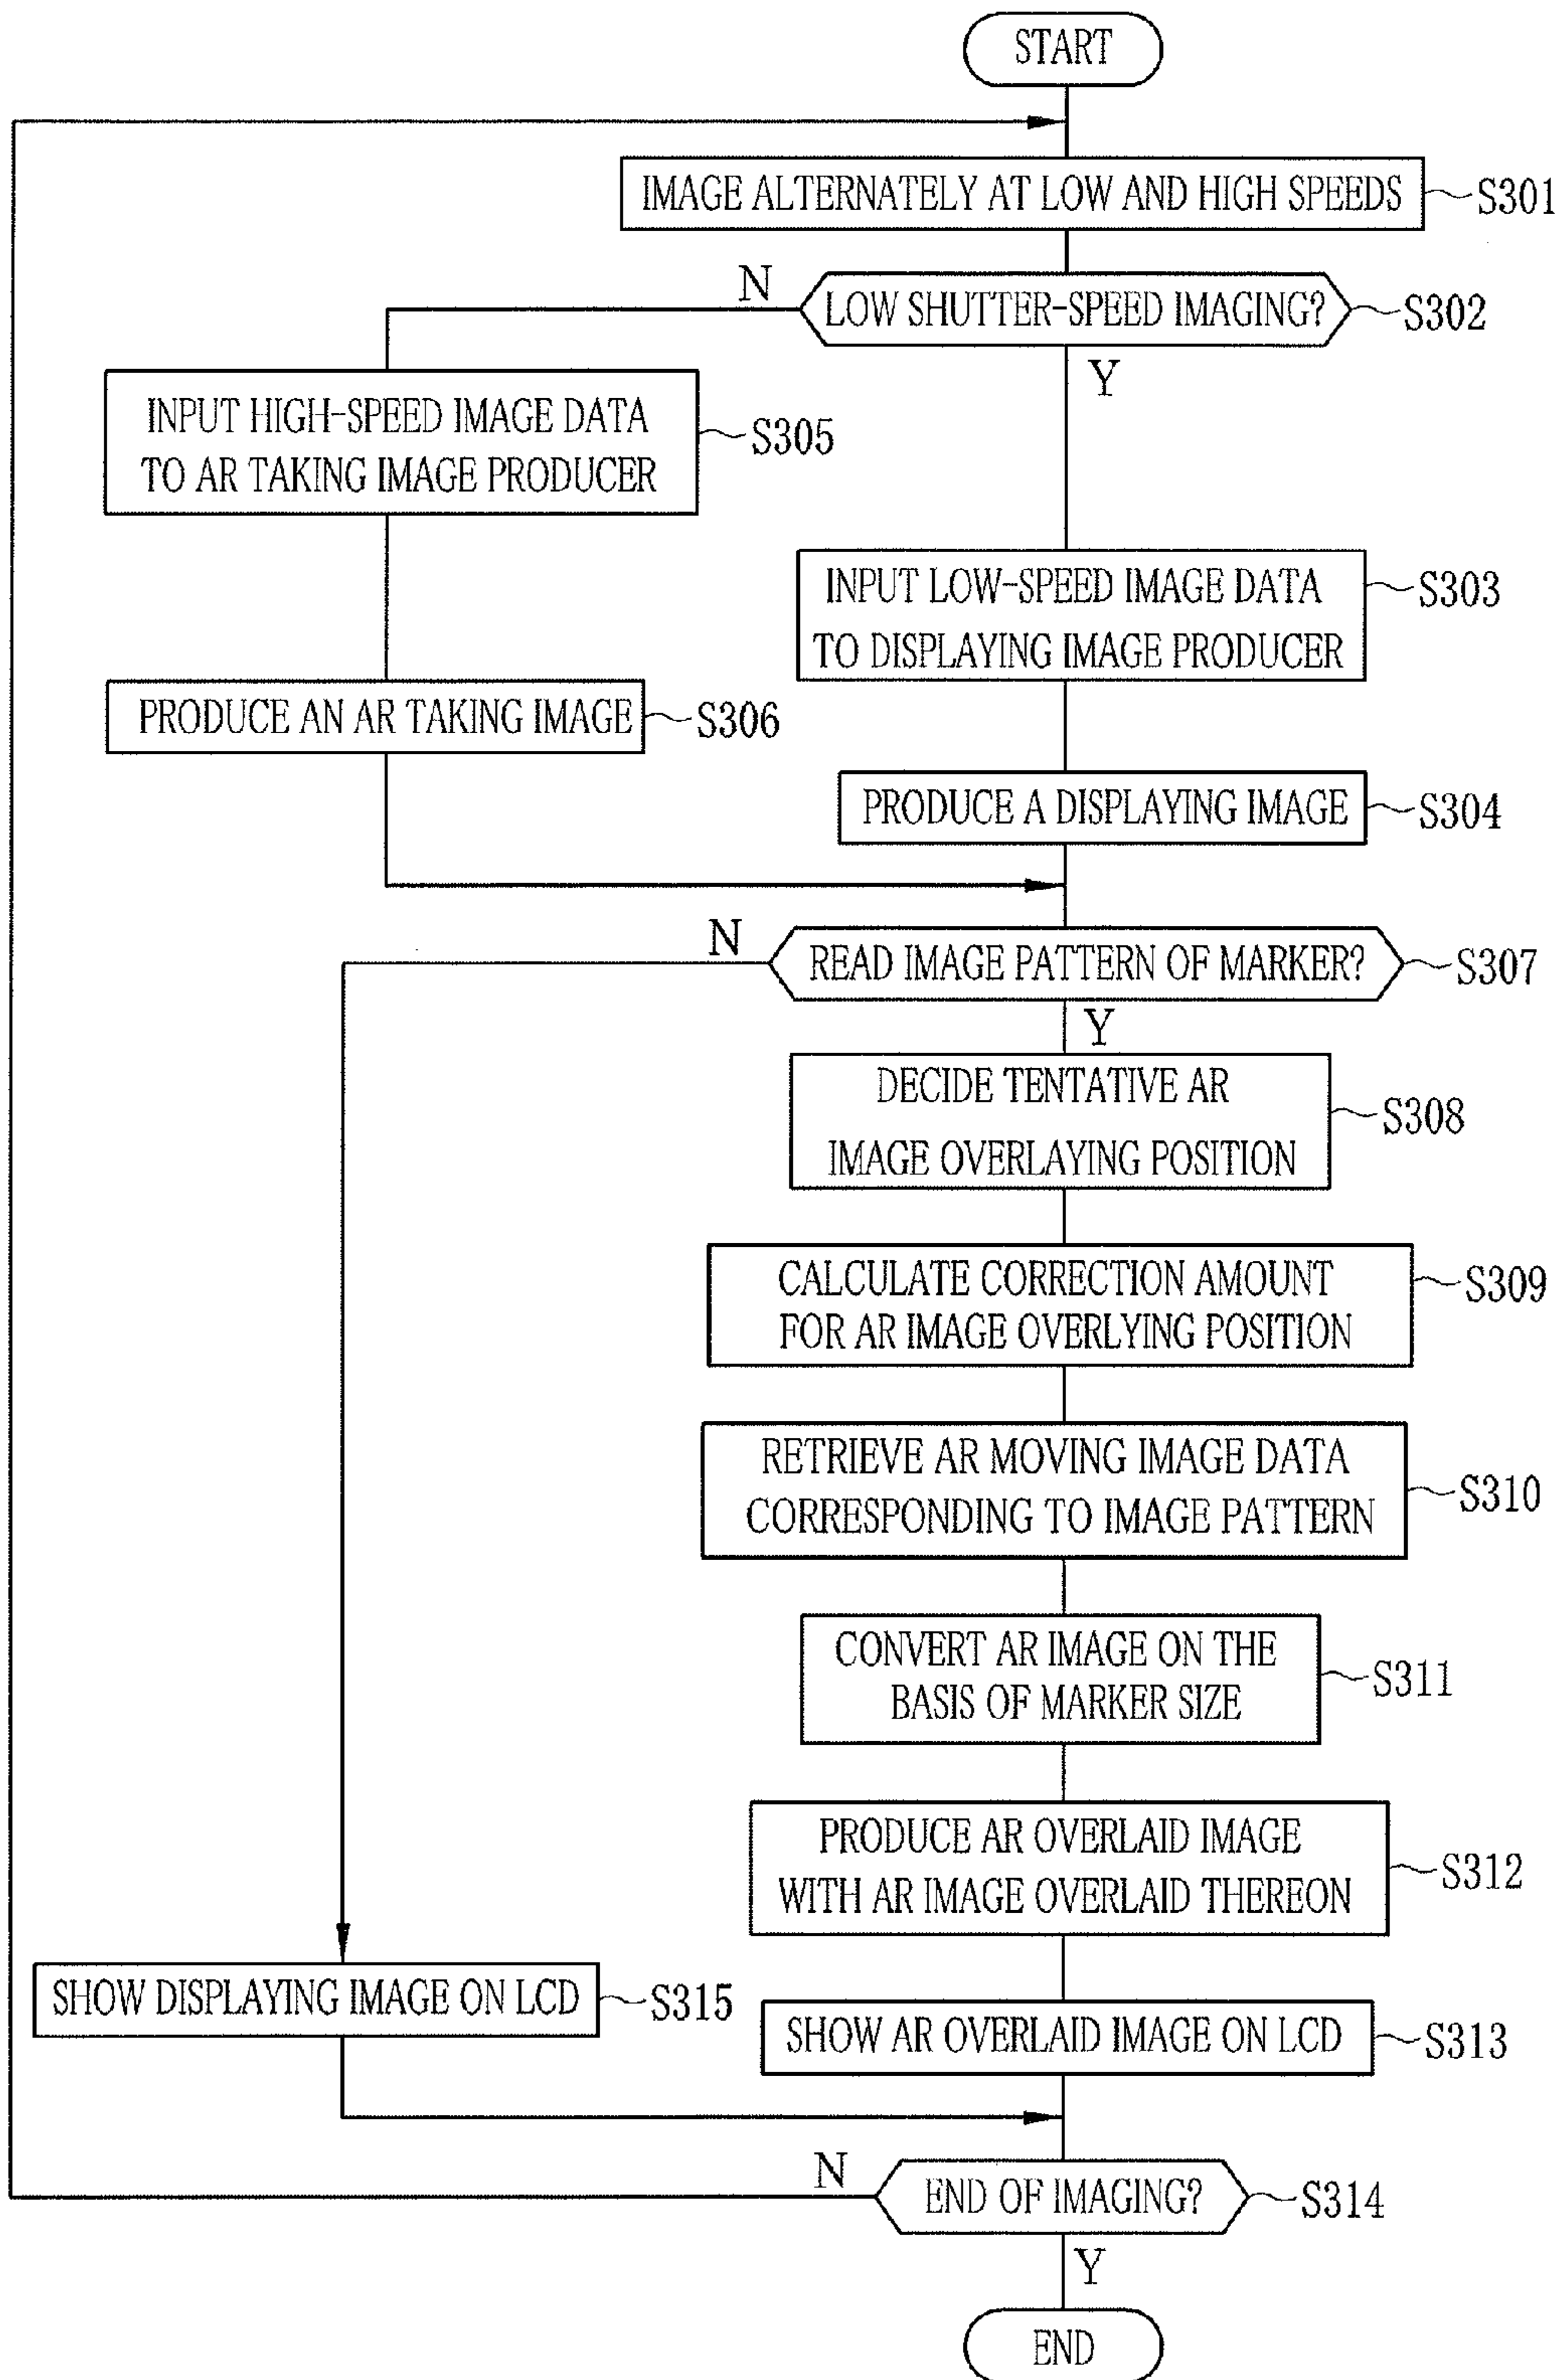 START
IMAGE ALTERNATELY AT LOW AND HIGH SPEEDS
S301
N
LOW SHUTTER-SPEED IMAGING?
S302
Y
INPUT HIGH-SPEED IMAGE DATA
TO AR TAKING IMAGE PRODUCER
S305
INPUT LOW-SPEED IMAGE DATA
TO DISPLAYING IMAGE PRODUCER
S303
PRODUCE AN AR TAKING IMAGE
S306
PRODUCE A DISPLAYING IMAGE
S304
N
READ IMAGE PATTERN OF MARKER?
S307
Y
DECIDE TENTATIVE AR
IMAGE OVERLAYING POSITION
S308
CALCULATE CORRECTION AMOUNT
FOR AR IMAGE OVERLYING POSITION
S309
RETRIEVE AR MOVING IMAGE DATA
CORRESPONDING TO IMAGE PATTERN
S310
CONVERT AR IMAGE ON THE
BASIS OF MARKER SIZE
S311
PRODUCE AR OVERLAID IMAGE
WITH AR IMAGE OVERLAID THEREON
S312
SHOW DISPLAYING IMAGE ON LCD
S315
SHOW AR OVERLAID IMAGE ON LCD
S313
N
END OF IMAGING?
S314
Y
END